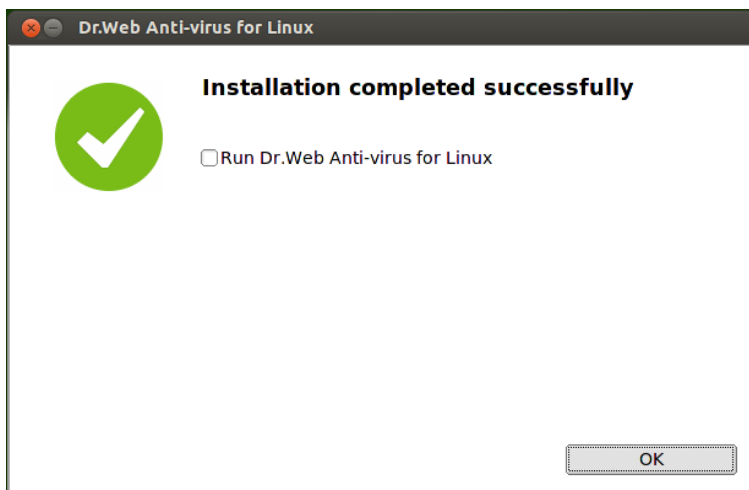 Dr.Web Anti-virus for Linux
Installation completed successfully
Run Dr.Web Anti-virus for Linux
OK